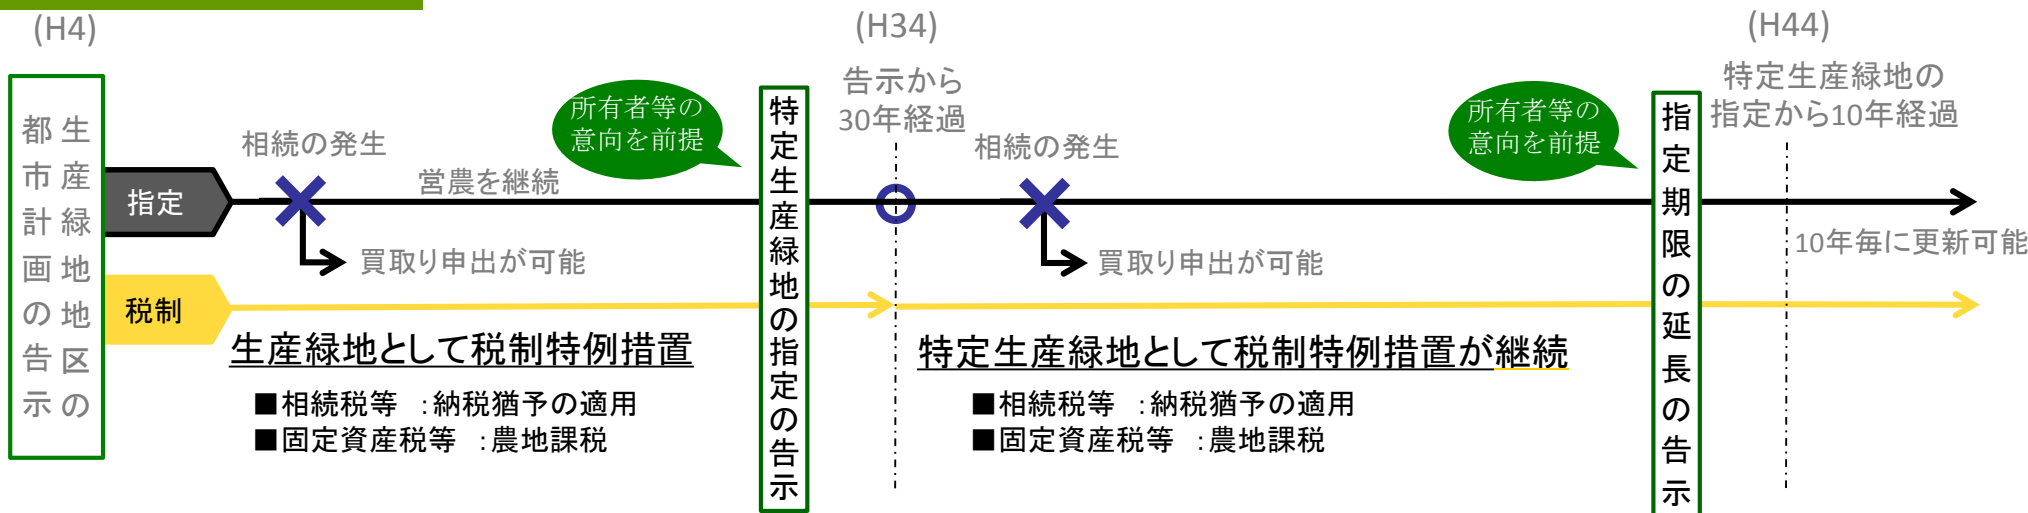 (H4)
(H34)
(H44)
生産緑地地区の
都市計画の告示
指定
税制
相続の発生
営農を継続
買取り申出が可能
所有者等の
意向を前提
特定生産緑地の指定の告示
告示から
30年経過
相続の発生
買取り申出が可能
所有者等の
意向を前提
指定期限の延長の告示
特定生産緑地の
指定から10年経過
10年毎に更新可能
生産緑地として税制特例措置
■相続税等 :納税猶予の適用
■固定資産税等 :農地課税
特定生産緑地として税制特例措置が継続
■相続税等 :納税猶予の適用
■固定資産税等 :農地課税